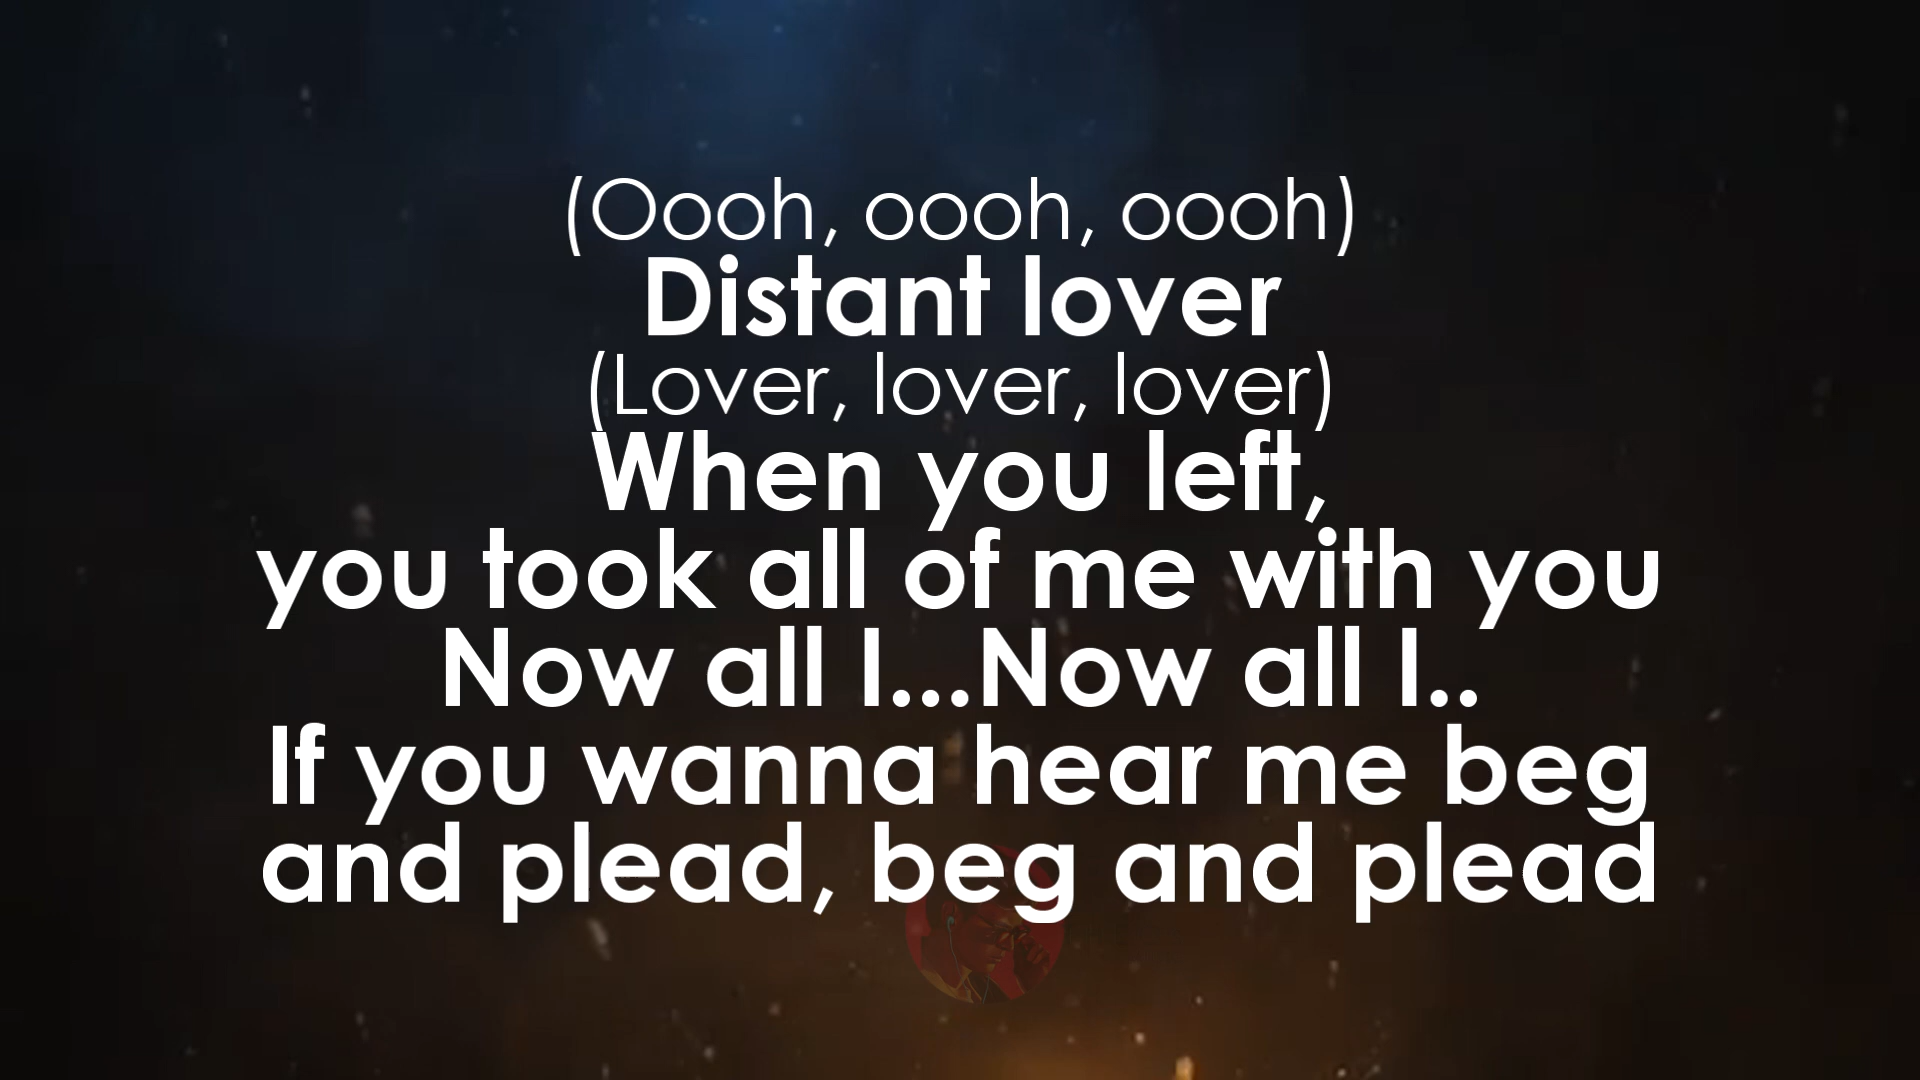 (Oooh, oooh, oooh)
Distant lover
(Lover, lover, lover)
When you left,
you took all of me with you
Now all I...Now all I..
If you wanna hear me beg
and plead, beg and plead